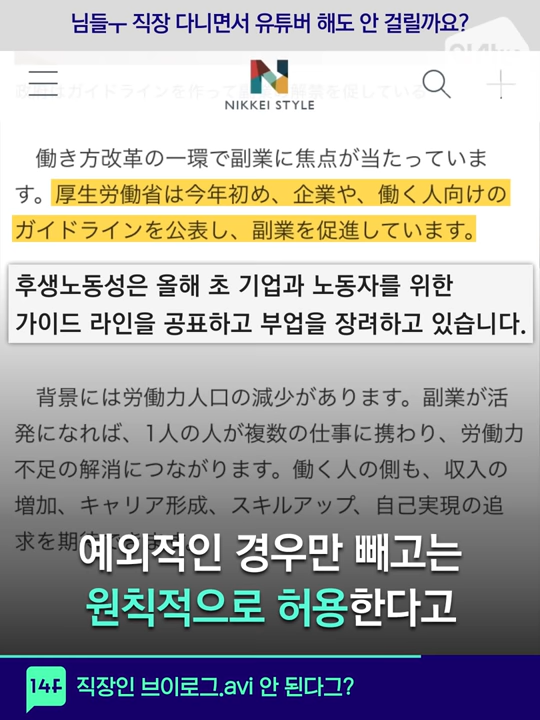 님들ㅜ 직장 다니면서 유튜버 해도 안 걸릴까요?
NIKKEI STYLE
働き方改革の一環で副業に焦点が当たっていま
す。厚生労働省は今年初め、企業や、働く人向けの
ガイドラインを公表し、副業を促進しています。
후생노동성은 올해 초 기업과 노동자를 위한
가이드 라인을 공표하고 부업을 장려하고 있습니다.
背景には労働力人口の減少があります。副業が活
発になれば、1人の人が複数の仕事に携わり、労働力
不足の解消につながります。働く人の側も、収入の
増加、キャリア形成、スキルアップ、自己実現の追
求を期
예외적인 경우만 빼고는
원칙적으로 허용한다고
14F 직장인 브이로그.avi 안 된다그?